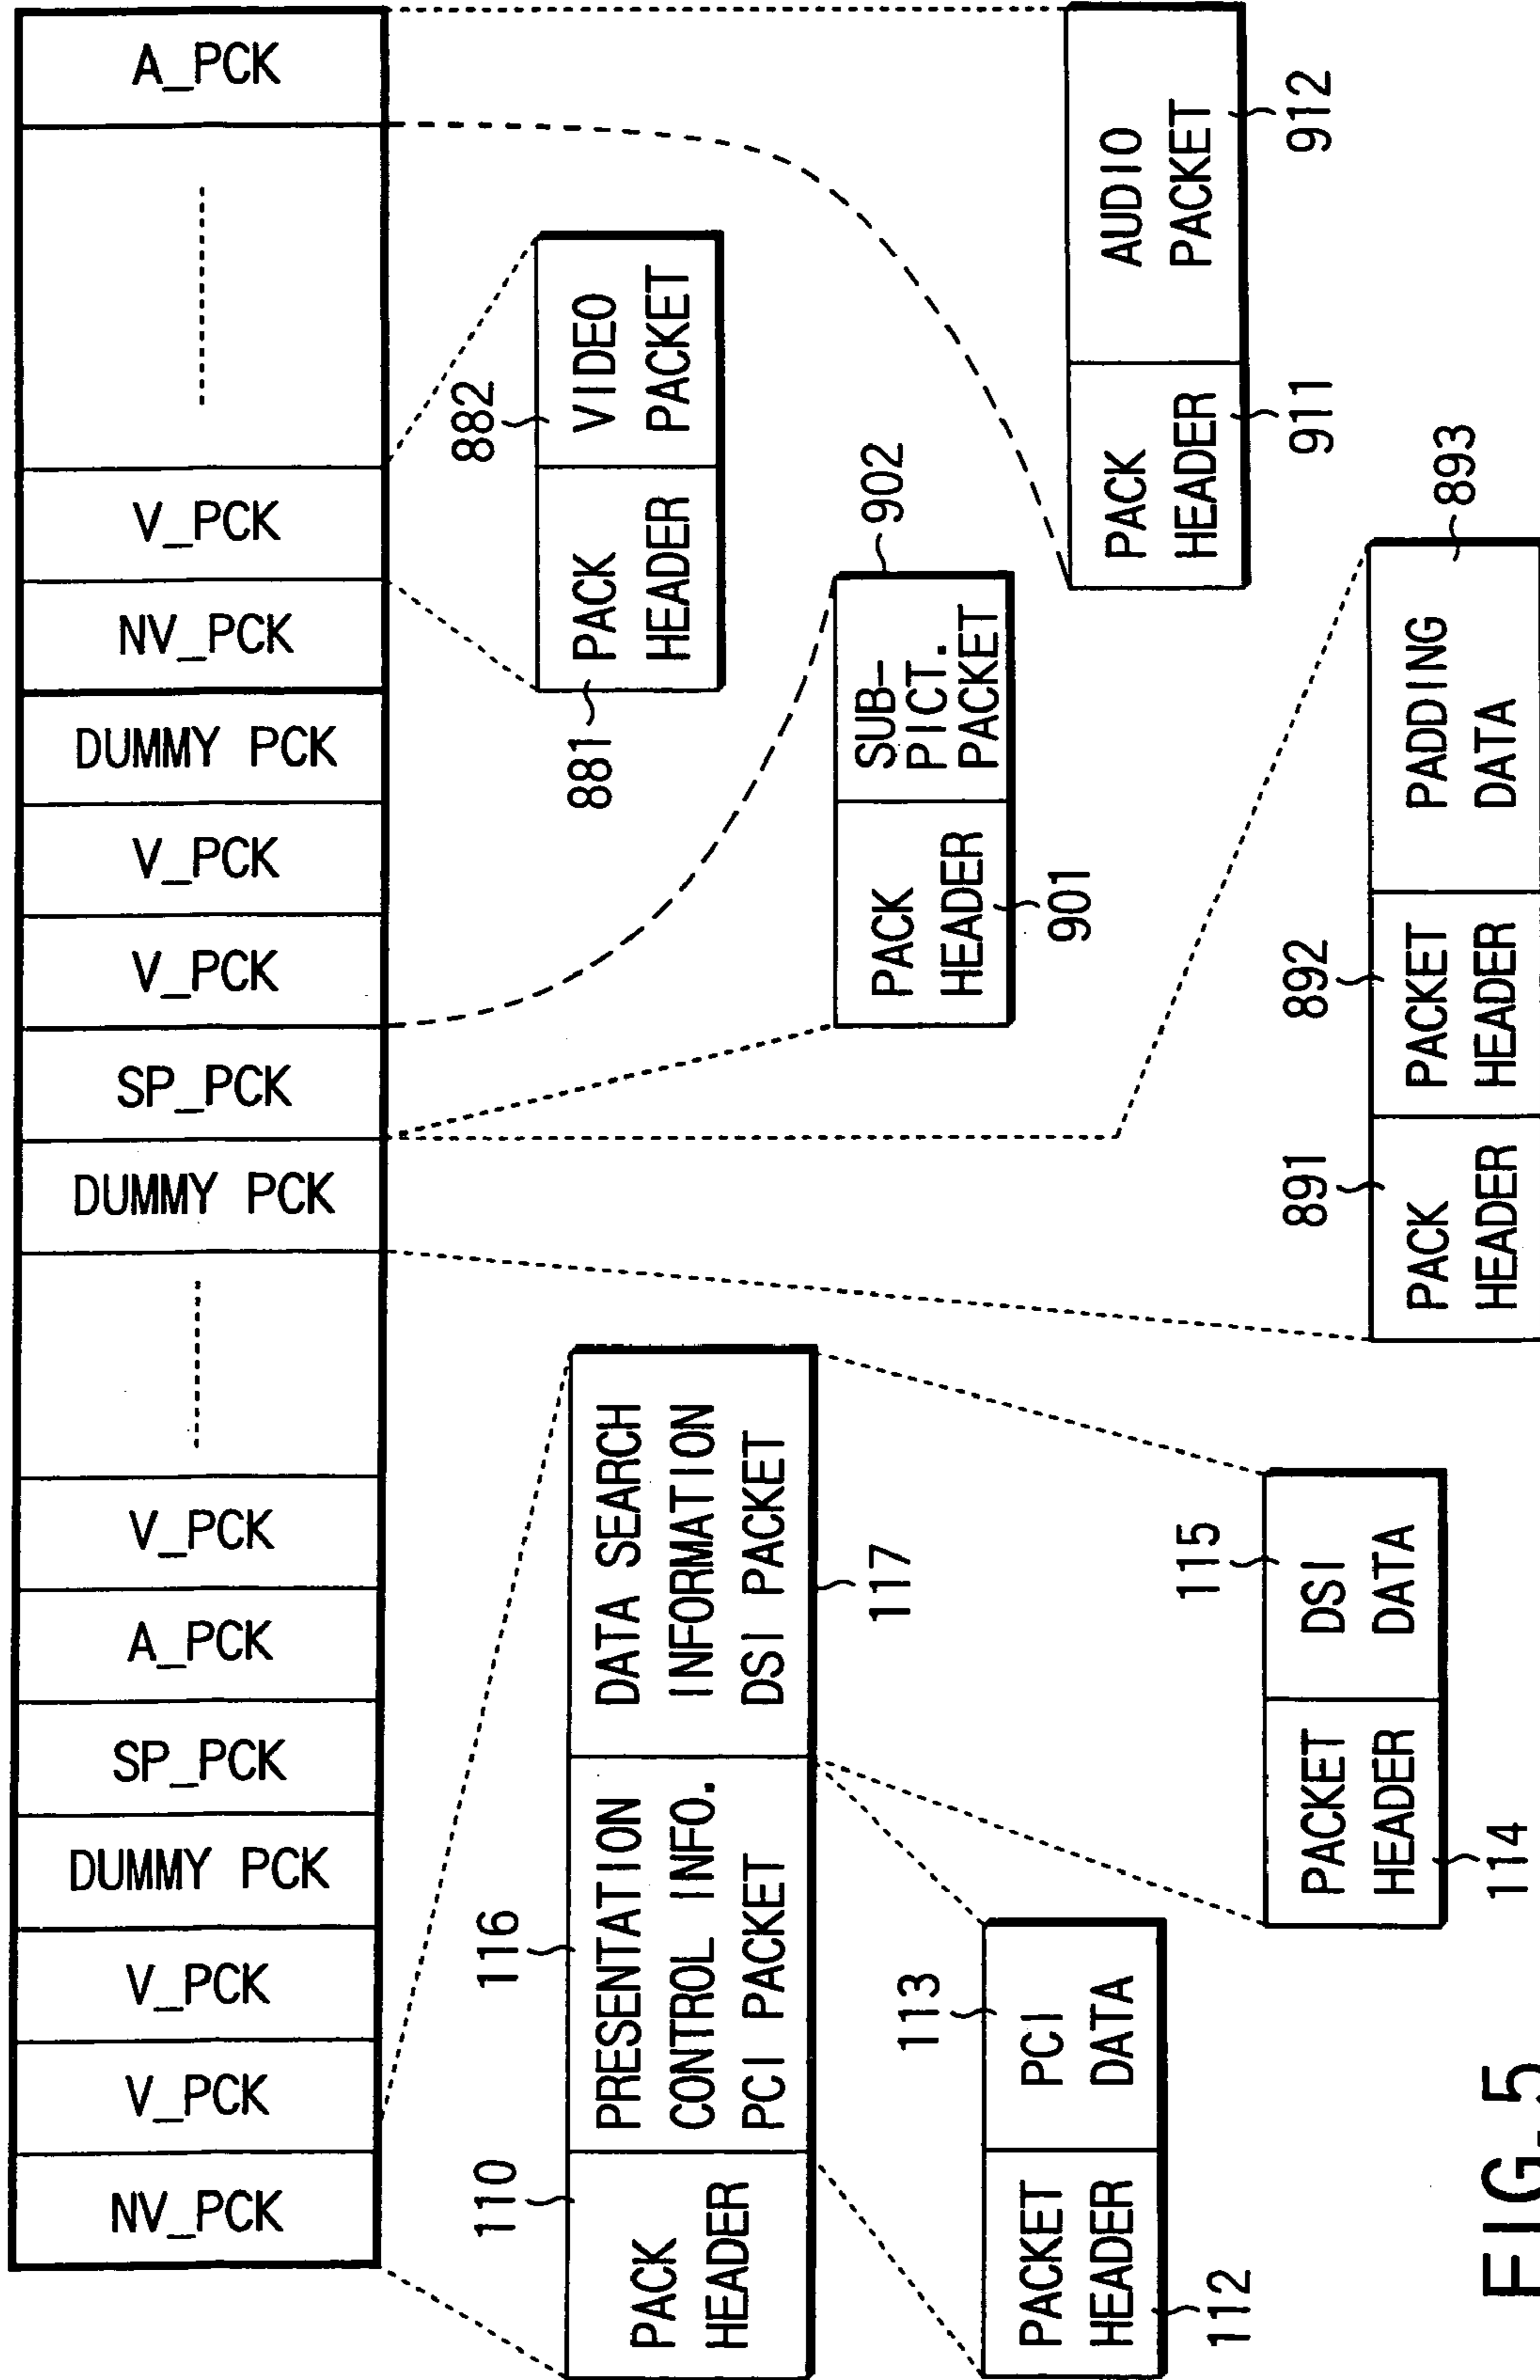 NV_PCK
V_PCK
V_PCK
DUMMY PCK
SP_PCK
A_PCK
V_PCK
DUMMY PCK
SP_PCK
V_PCK
V_PCK
DUMMY PCK
NV_PCK
V_PCK
A_PCK
110
116
PACK
HEADER
PRESENTATION
CONTROL INFO.
PCI PACKET
DATA SEARCH
INFORMATION
DSI PACKET
117
881
882
PACK
HEADER
VIDEO
PACKET
902
PACK
HEADER
SUB-
PICT.
PACKET
901
113
PACKET
HEADER
PCI
DATA
112
PACK
HEADER
AUDIO
PACKET
911
912
115
PACKET
HEADER
DSI
DATA
114
891
892
PACK
HEADER
PACKET
HEADER
PADDING
DATA
893
FIG. 5